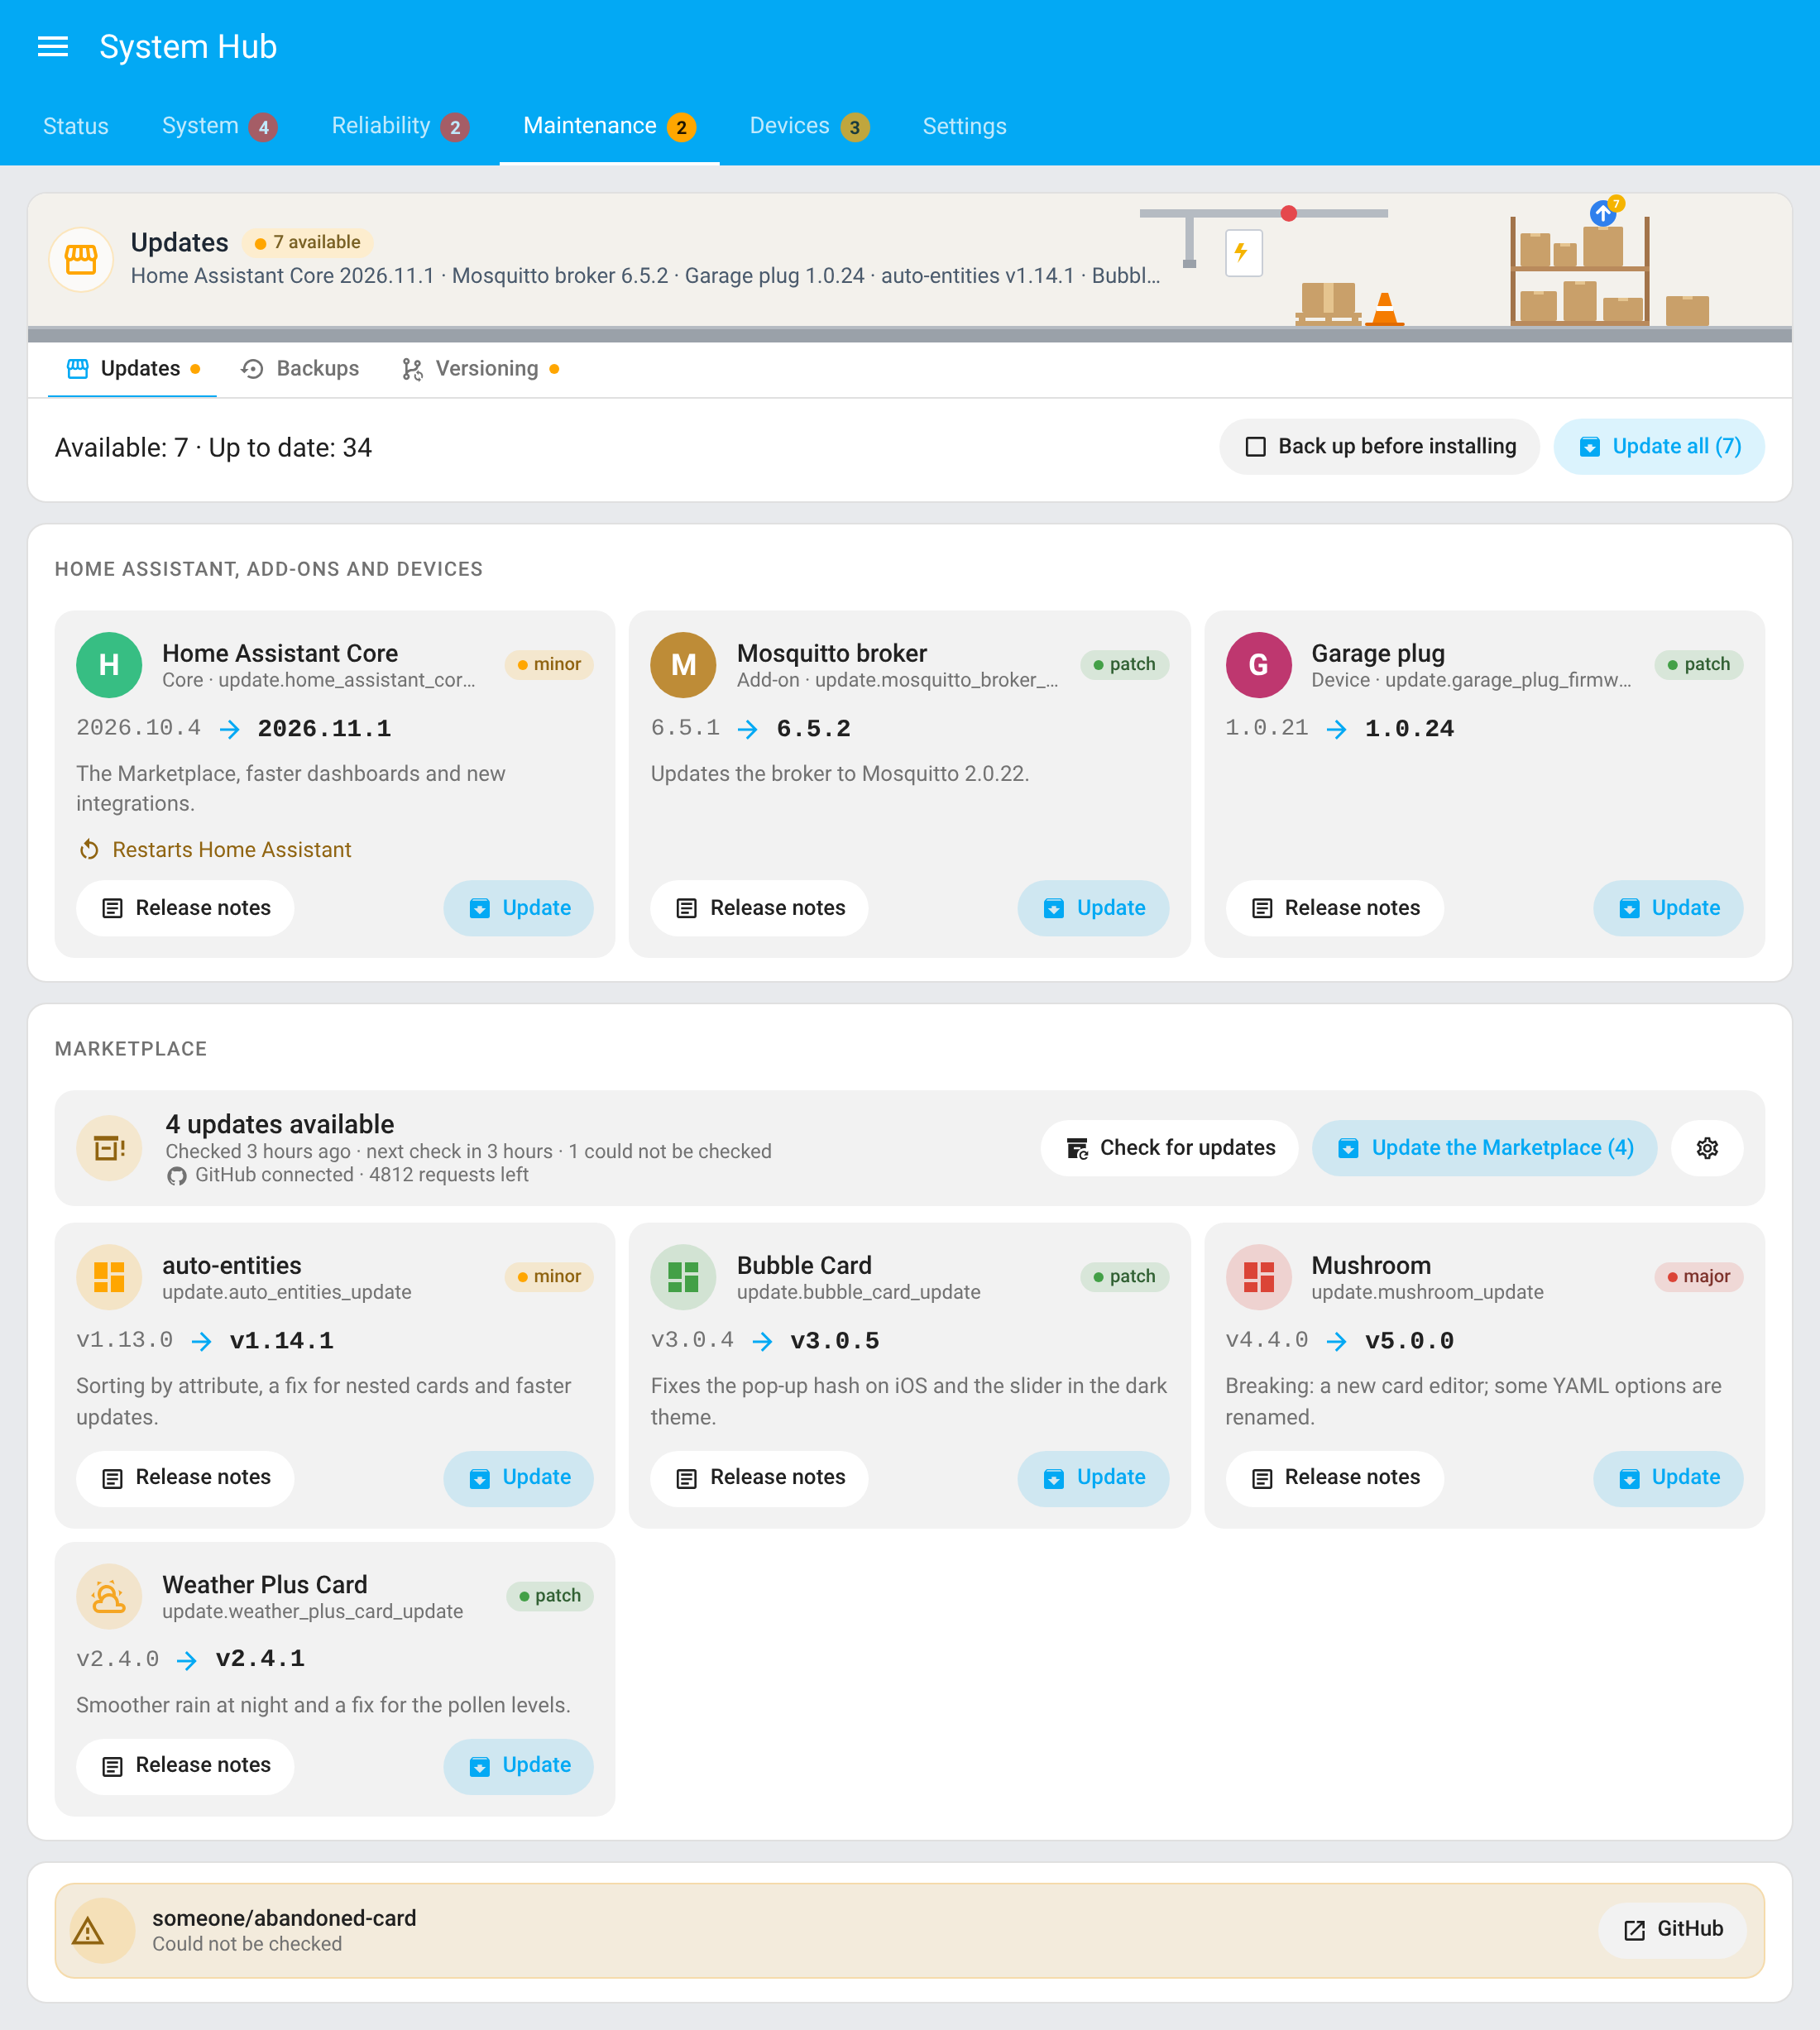 System Hub
Status
System 4
Reliability 2
Maintenance 2
Devices 3
Settings
Updates
7 available
Home Assistant Core 2026.11.1 · Mosquitto broker 6.5.2 · Garage plug 1.0.24 · auto-entities v1.14.1 · Bubbl...
7
Updates
Backups
Versioning
Available: 7 · Up to date: 34
Back up before installing
Update all (7)
HOME ASSISTANT, ADD-ONS AND DEVICES
H
Home Assistant Core
Core · update.home_assistant_cor...
minor
2026.10.4 → 2026.11.1
The Marketplace, faster dashboards and new
integrations.
Restarts Home Assistant
Release notes
Update
M
Mosquitto broker
Add-on · update.mosquitto_broker_...
patch
6.5.1 → 6.5.2
Updates the broker to Mosquitto 2.0.22.
Release notes
Update
G
Garage plug
Device · update.garage_plug_firmw...
patch
1.0.21 → 1.0.24
Release notes
Update
MARKETPLACE
4 updates available
Checked 3 hours ago · next check in 3 hours · 1 could not be checked
GitHub connected · 4812 requests left
Check for updates
Update the Marketplace (4)
auto-entities
update.auto_entities_update
minor
v1.13.0 → v1.14.1
Sorting by attribute, a fix for nested cards and faster
updates.
Release notes
Update
Bubble Card
update.bubble_card_update
patch
v3.0.4 → v3.0.5
Fixes the pop-up hash on iOS and the slider in the dark
theme.
Release notes
Update
Mushroom
update.mushroom_update
major
v4.4.0 → v5.0.0
Breaking: a new card editor; some YAML options are
renamed.
Release notes
Update
Weather Plus Card
update.weather_plus_card_update
patch
v2.4.0 → v2.4.1
Smoother rain at night and a fix for the pollen levels.
Release notes
Update
someone/abandoned-card
Could not be checked
GitHub